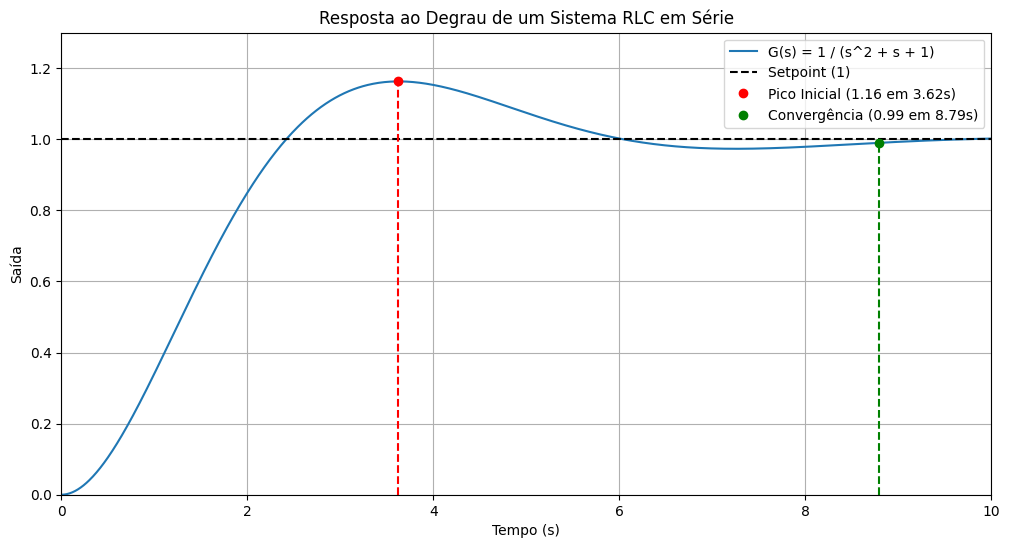 Resposta ao Degrau de um Sistema RLC em Série
G(s) = 1 / (s^2 + s + 1)
Setpoint (1)
Pico Inicial (1.16 em 3.62s)
Convergência (0.99 em 8.79s)
Saída
1.2
1.0
0.8
0.6
0.4
0.2
0.0
0 2 4 6 8 10
Tempo (s)